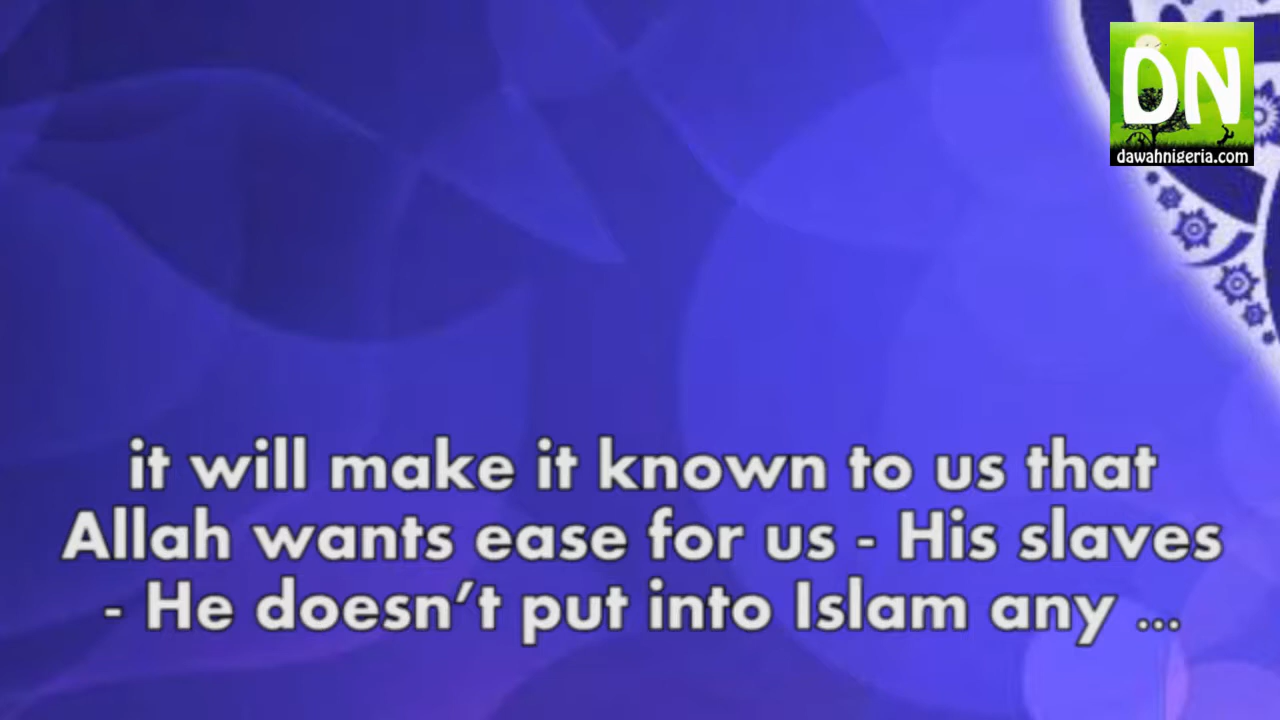 DN
dawahnigeria.com
it will make it known to us that
Allah wants ease for us - His slaves
- He doesn’t put into Islam any ...